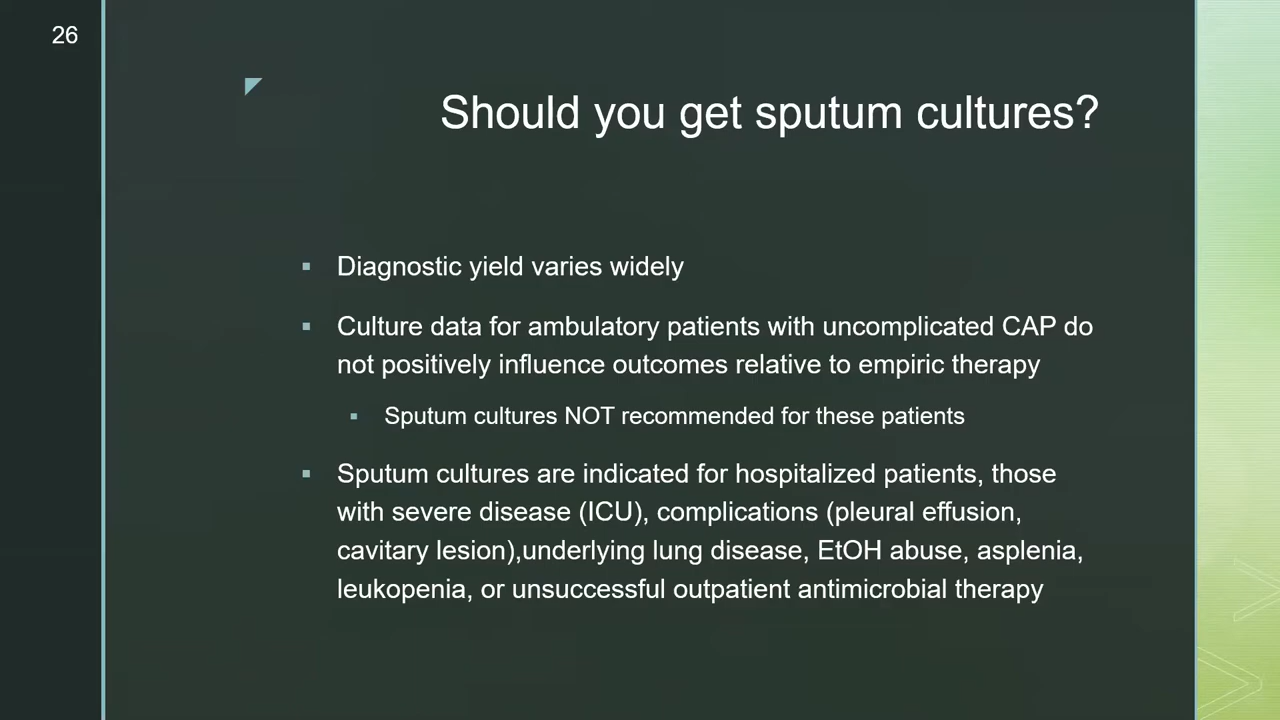 26
Should you get sputum cultures?
▪ Diagnostic yield varies widely
▪ Culture data for ambulatory patients with uncomplicated CAP do
not positively influence outcomes relative to empiric therapy
▪ Sputum cultures NOT recommended for these patients
▪ Sputum cultures are indicated for hospitalized patients, those
with severe disease (ICU), complications (pleural effusion,
cavitary lesion),underlying lung disease, EtOH abuse, asplenia,
leukopenia, or unsuccessful outpatient antimicrobial therapy